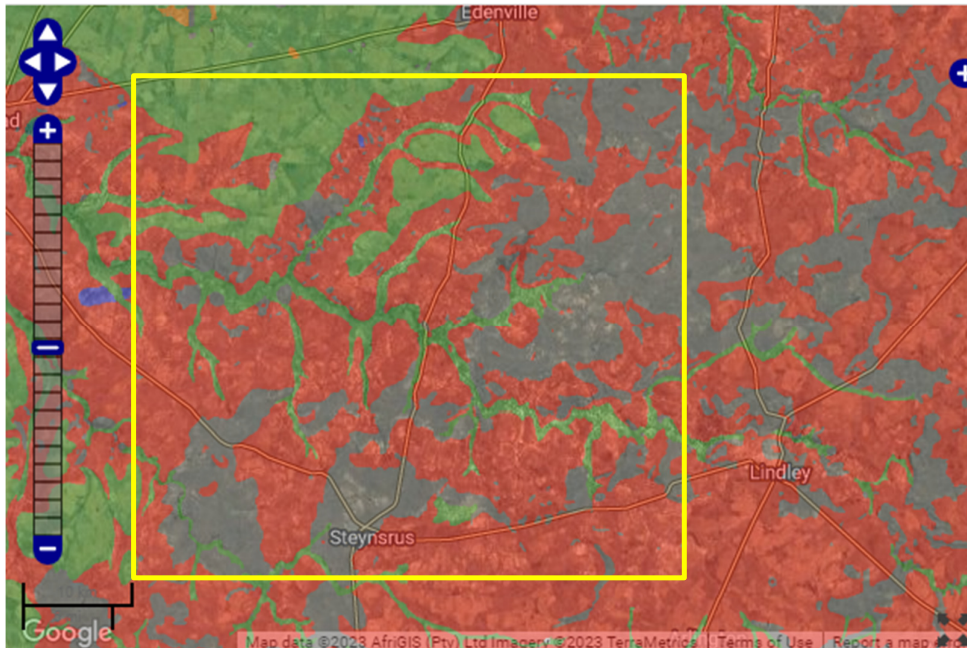 Edenville
nd
Lindley
Steynsrus
10 km
Google
Map data ©2023 AfriGIS (Pty) Ltd Imagery ©2023 TerraMetrics
Terms of Use
Report a map error